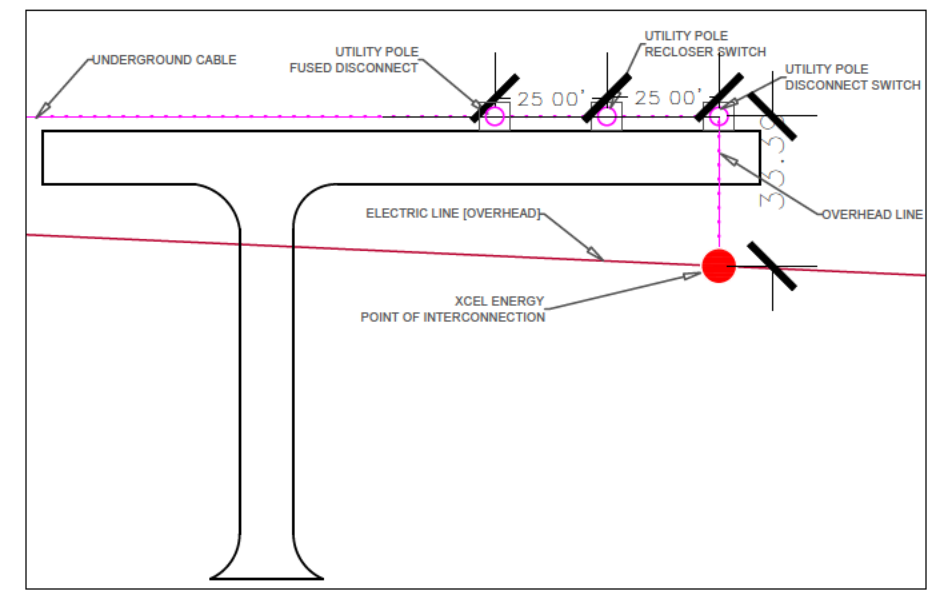 UTILITY POLE
RECLOSER SWITCH
UTILITY POLE
FUSED DISCONNECT
UNDERGROUND CABLE
UTILITY POLE
DISCONNECT SWITCH
25 00'
25 00'
ELECTRIC LINE [OVERHEAD]
OVERHEAD LINE
XCEL ENERGY
POINT OF INTERCONNECTION